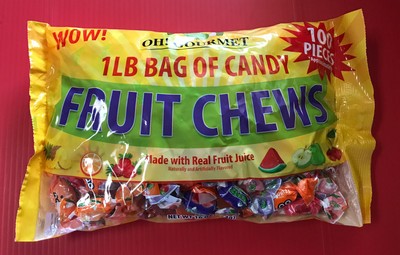 WOW!
OH! GOURMET
100
PIECES
1LB BAG OF CANDY
FRUIT CHEWS
Made with Real Fruit Juice
Naturally and Artificially Flavored